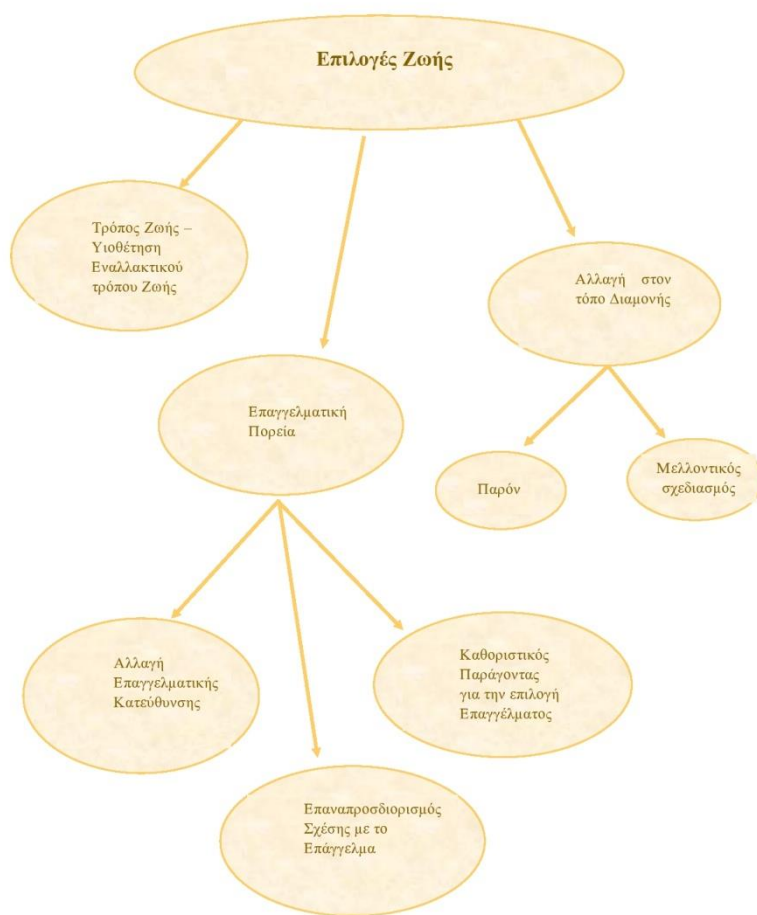 Επιλογές Ζωής
Τρόπος Ζωής –
Υιοθέτηση
Εναλλακτικού
τρόπου Ζωής
Αλλαγή στον
τόπο Διαμονής
Επαγγελματική
Πορεία
Παρόν
Μελλοντικός
σχεδιασμός
Αλλαγή
Επαγγελματικής
Κατεύθυνσης
Καθοριστικός
Παράγοντας
για την επιλογή
Επαγγέλματος
Επαναπροσδιορισμός
Σχέσης με το
Επάγγελμα